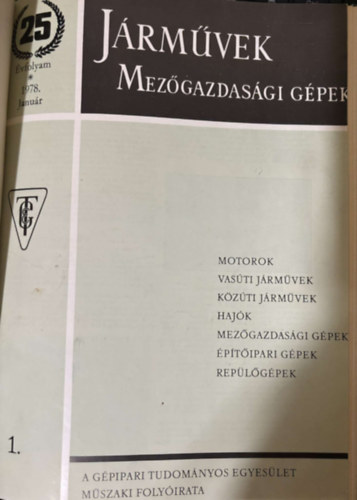 25
Évfolyam
1978.
Január
JÁRMŰVEK
MEZŐGAZDASÁGI GÉPEK
MOTOROK
VASÚTI JÁRMŰVEK
KÖZÚTI JÁRMŰVEK
HAJÓK
MEZŐGAZDASÁGI GÉPEK
ÉPÍTŐIPARI GÉPEK
REPÜLŐGÉPEK
1.
A GÉPIPARI TUDOMÁNYOS EGYESÜLET
MŰSZAKI FOLYÓIRATA